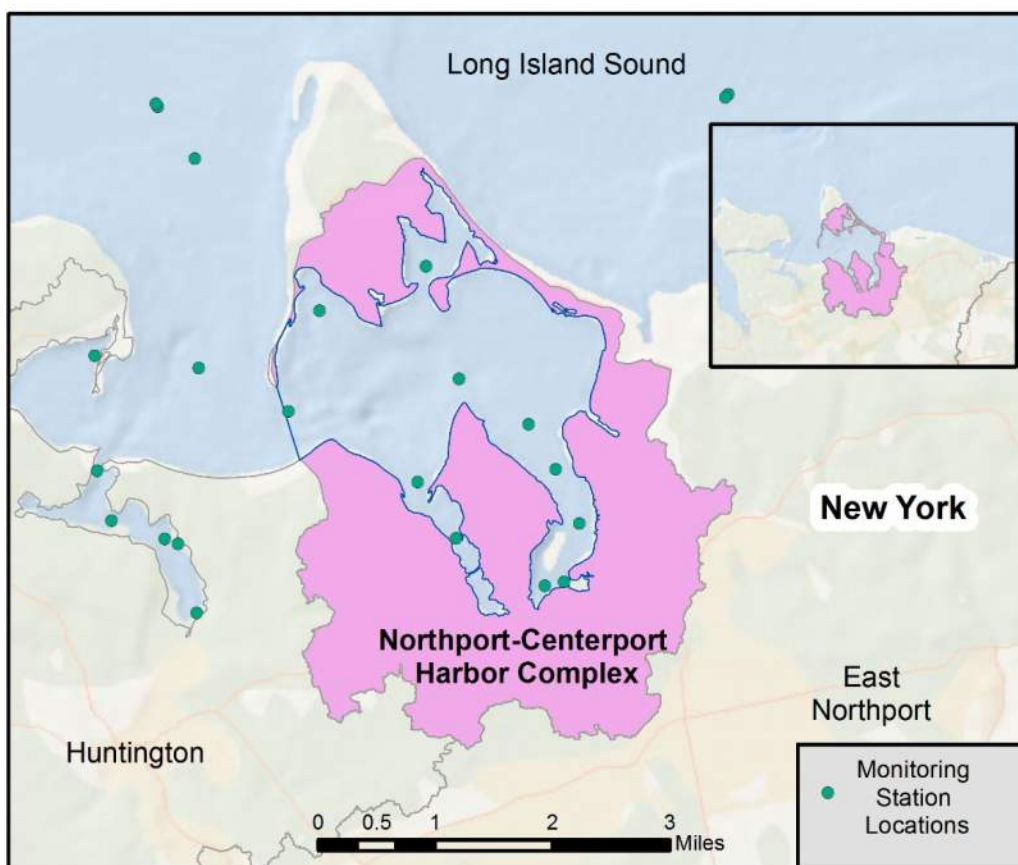 Long Island Sound
New York
Northport-Centerport
Harbor Complex
East
Northport
Huntington
Monitoring
Station
Locations
0 0.5 1 2 3
Miles